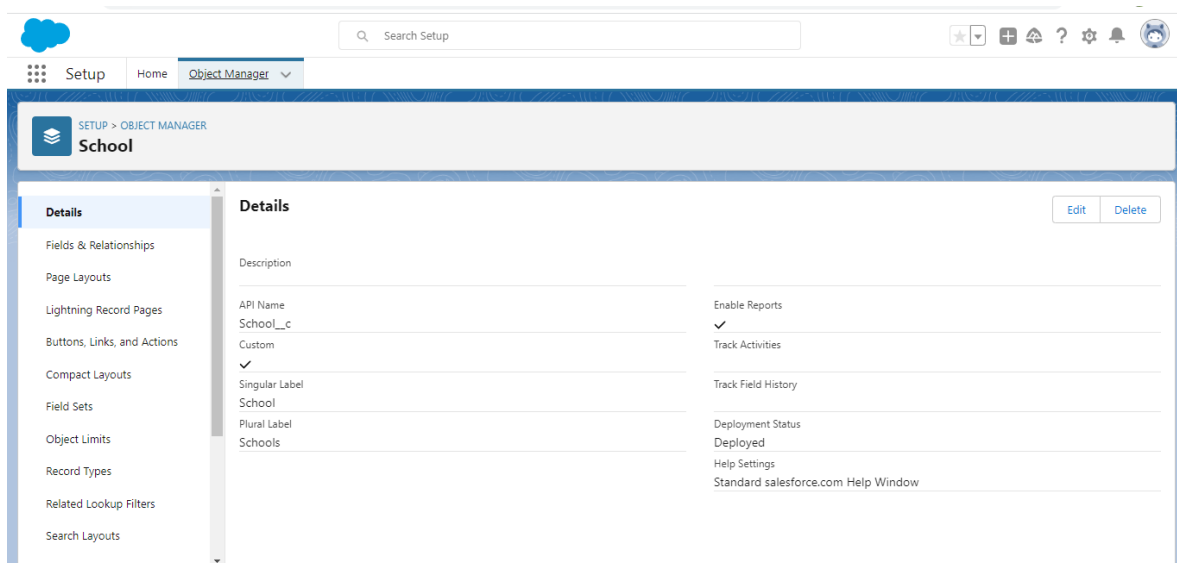 Search Setup
Setup
Home
Object Manager
SETUP > OBJECT MANAGER
School
Details
Fields & Relationships
Page Layouts
Lightning Record Pages
Buttons, Links, and Actions
Compact Layouts
Field Sets
Object Limits
Record Types
Related Lookup Filters
Search Layouts
Details
Edit
Delete
Description
API Name
School__c
Custom
Singular Label
School
Plural Label
Schools
Enable Reports
Track Activities
Track Field History
Deployment Status
Deployed
Help Settings
Standard salesforce.com Help Window